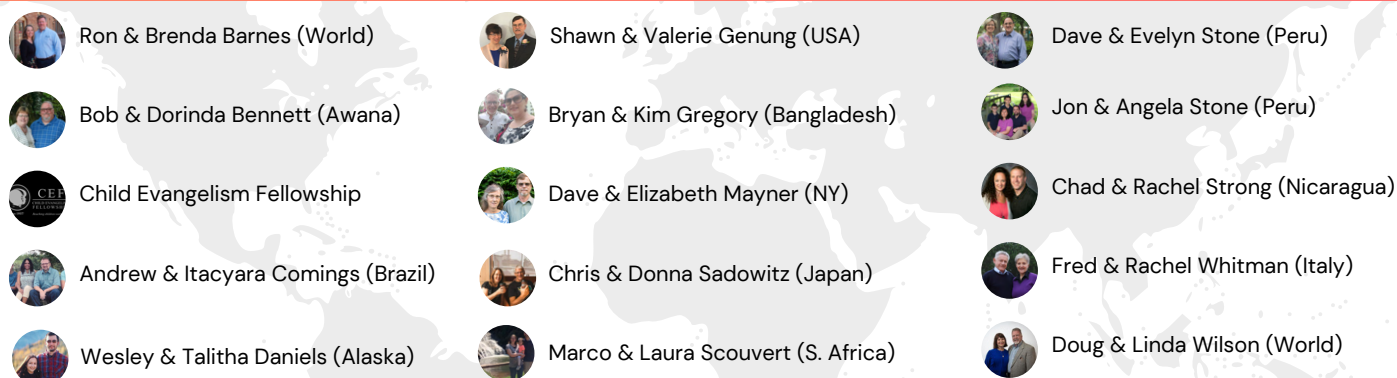 Ron & Brenda Barnes (World)
Bob & Dorinda Bennett (Awana)
CEF
Child Evangelism Fellowship
Andrew & Itacyara Comings (Brazil)
Wesley & Talitha Daniels (Alaska)
Shawn & Valerie Genung (USA)
Bryan & Kim Gregory (Bangladesh)
Dave & Elizabeth Mayner (NY)
Chris & Donna Sadowitz (Japan)
Marco & Laura Scouvert (S. Africa)
Dave & Evelyn Stone (Peru)
Jon & Angela Stone (Peru)
Chad & Rachel Strong (Nicaragua)
Fred & Rachel Whitman (Italy)
Doug & Linda Wilson (World)